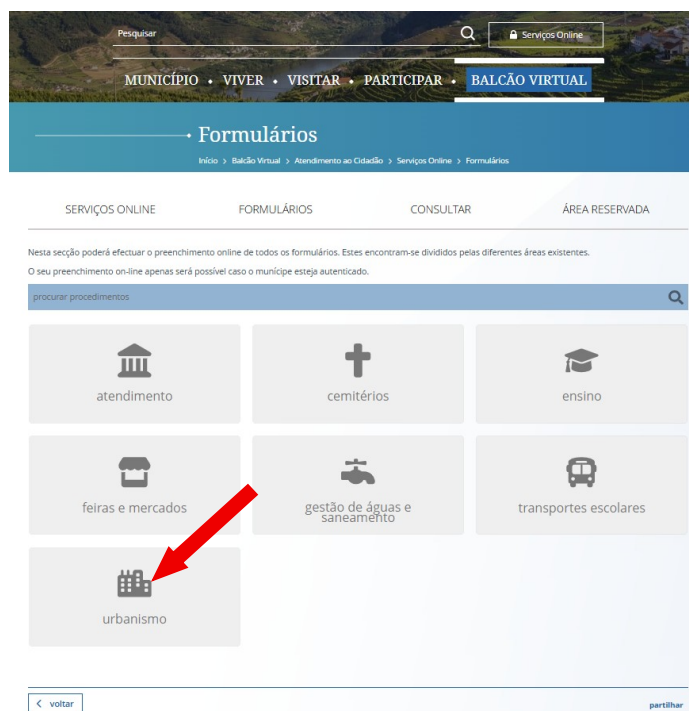 Pesquisar
Serviços Online
MUNICÍPIO • VIVER • VISITAR • PARTICIPAR • BALCÃO VIRTUAL
Formulários
Início > Balcão Virtual > Atendimento ao Cidadão > Serviços Online > Formulários
SERVIÇOS ONLINE FORMULÁRIOS CONSULTAR ÁREA RESERVADA
Nesta secção poderá efectuar o preenchimento online de todos os formulários. Estes encontram-se divididos pelas diferentes áreas existentes.
O seu preenchimento on-line apenas será possível caso o munícipe esteja autenticado.
procurar procedimentos
atendimento cemitérios ensino
feiras e mercados gestão de águas e
saneamento transportes escolares
urbanismo
< voltar partilhar